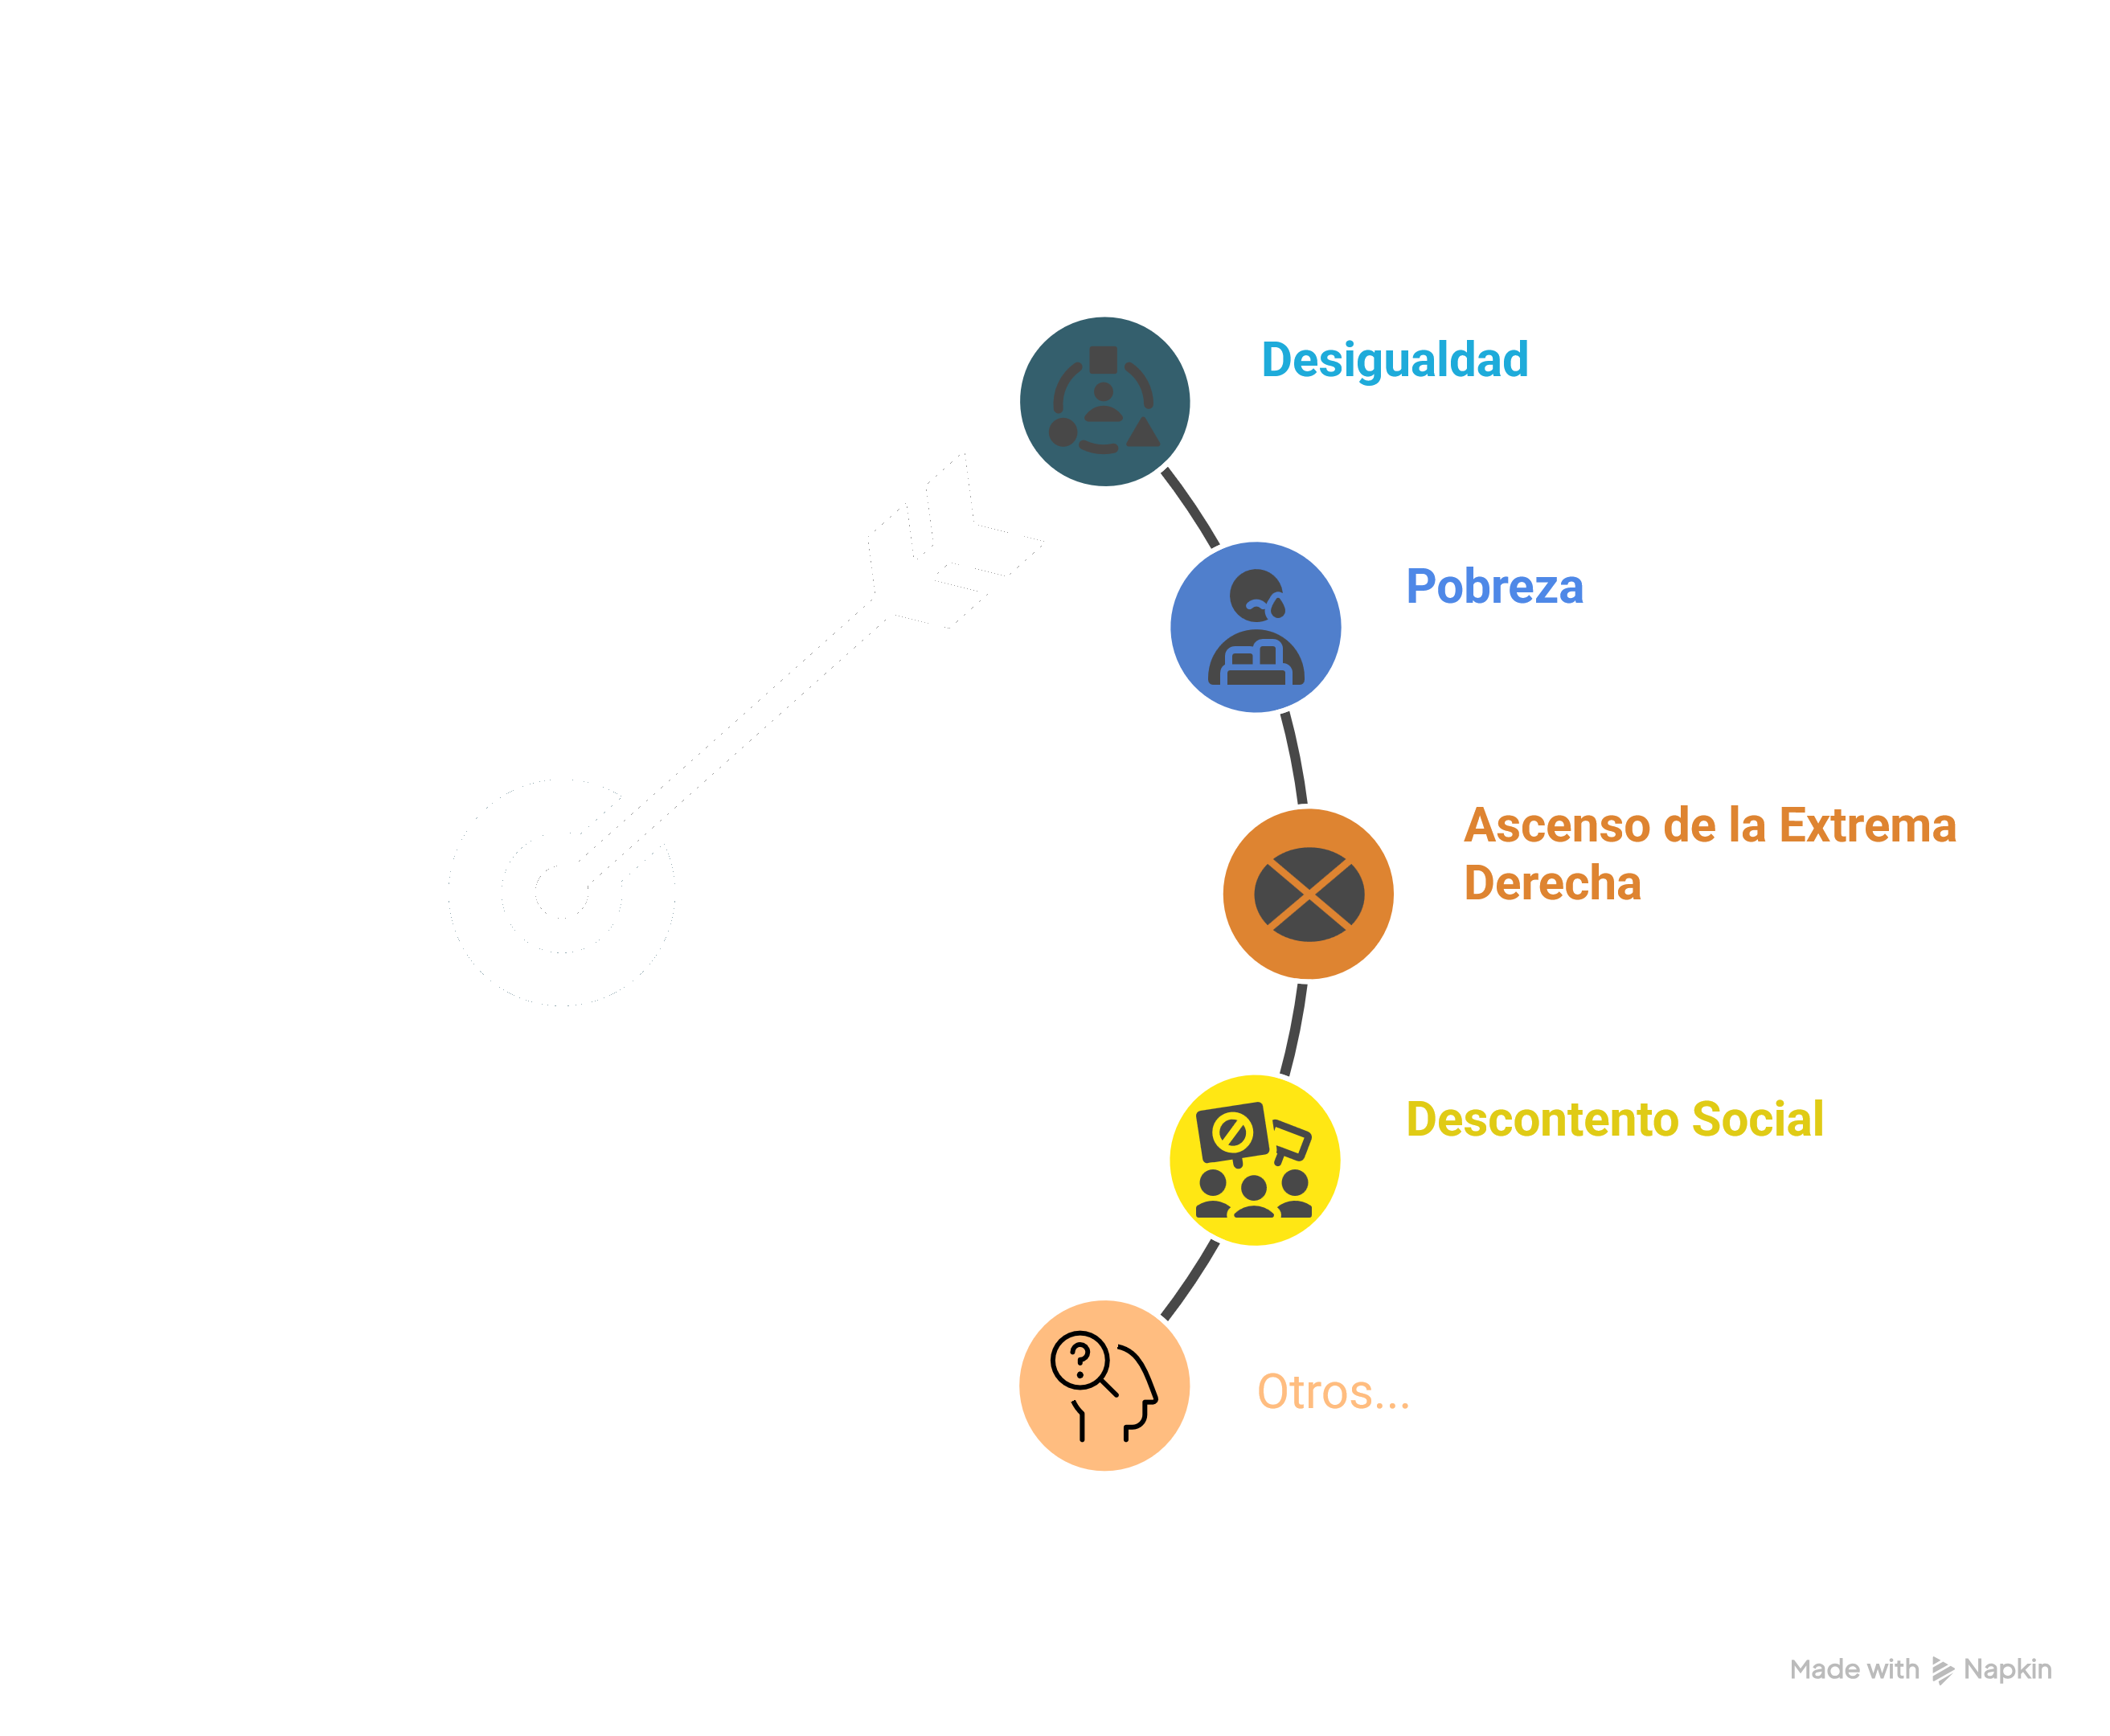 Desigualdad
Pobreza
Ascenso de la Extrema
Derecha
Descontento Social
?
Otros...
Made with Napkin